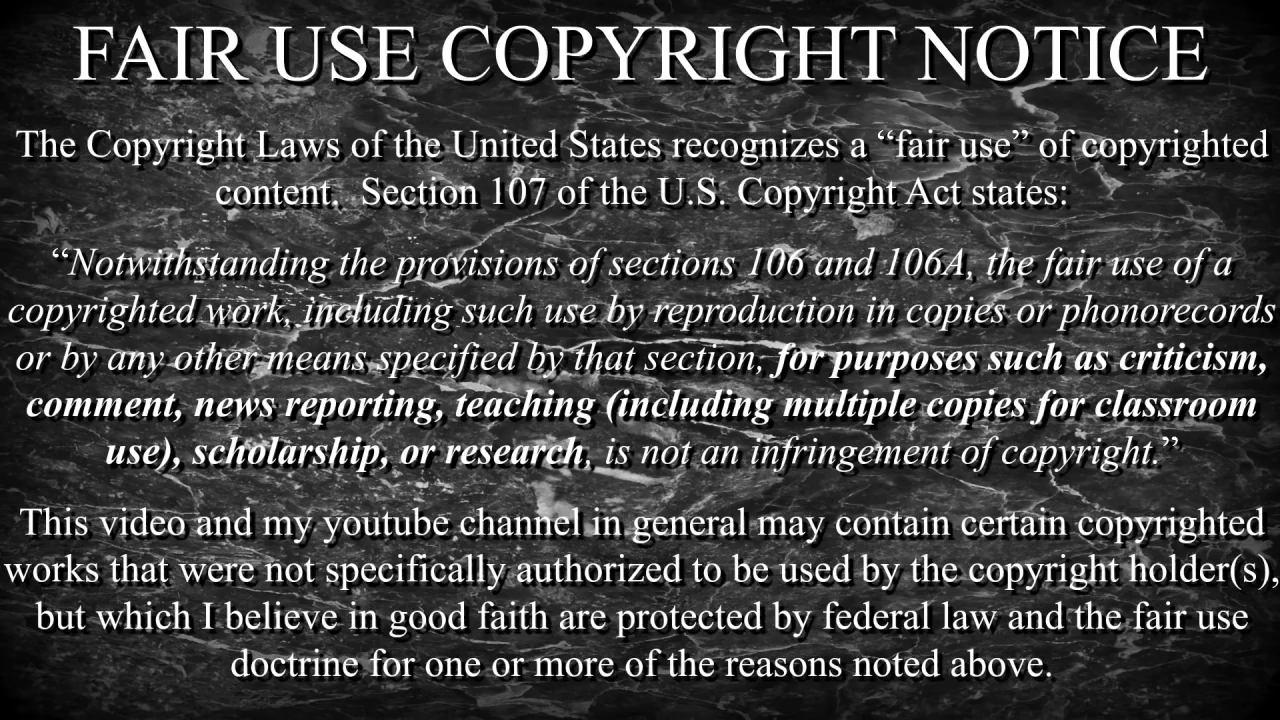 FAIR USE COPYRIGHT NOTICE
The Copyright Laws of the United States recognizes a “fair use” of copyrighted
content.  Section 107 of the U.S. Copyright Act states:
“Notwithstanding the provisions of sections 106 and 106A, the fair use of a
copyrighted work, including such use by reproduction in copies or phonorecords
or by any other means specified by that section, for purposes such as criticism,
comment, news reporting, teaching (including multiple copies for classroom
use), scholarship, or research, is not an infringement of copyright.”
This video and my youtube channel in general may contain certain copyrighted
works that were not specifically authorized to be used by the copyright holder(s),
but which I believe in good faith are protected by federal law and the fair use
doctrine for one or more of the reasons noted above.